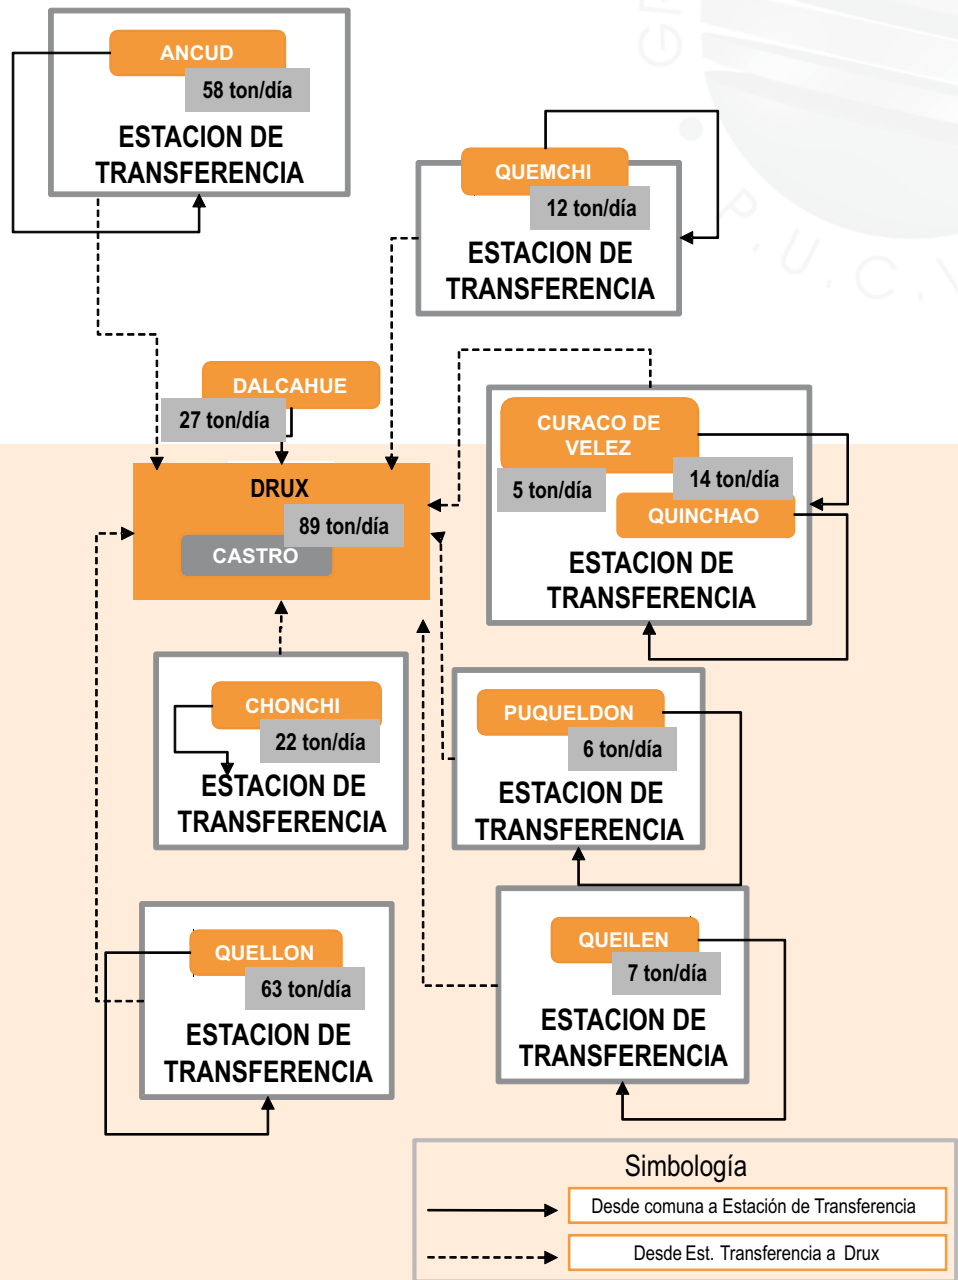 ANCUD
58 ton/día
ESTACION DE
TRANSFERENCIA
QUEMCHI
12 ton/día
ESTACION DE
TRANSFERENCIA
DALCAHUE
27 ton/día
CURACO DE
VELEZ
5 ton/día
14 ton/día
QUINCHAO
ESTACION DE
TRANSFERENCIA
DRUX
89 ton/día
CASTRO
CHONCHI
22 ton/día
ESTACION DE
TRANSFERENCIA
PUQUELDON
6 ton/día
ESTACION DE
TRANSFERENCIA
QUELLON
63 ton/día
ESTACION DE
TRANSFERENCIA
QUEILEN
7 ton/día
ESTACION DE
TRANSFERENCIA
Simbología
Desde comuna a Estación de Transferencia
Desde Est. Transferencia a Drux
P.U.C.V